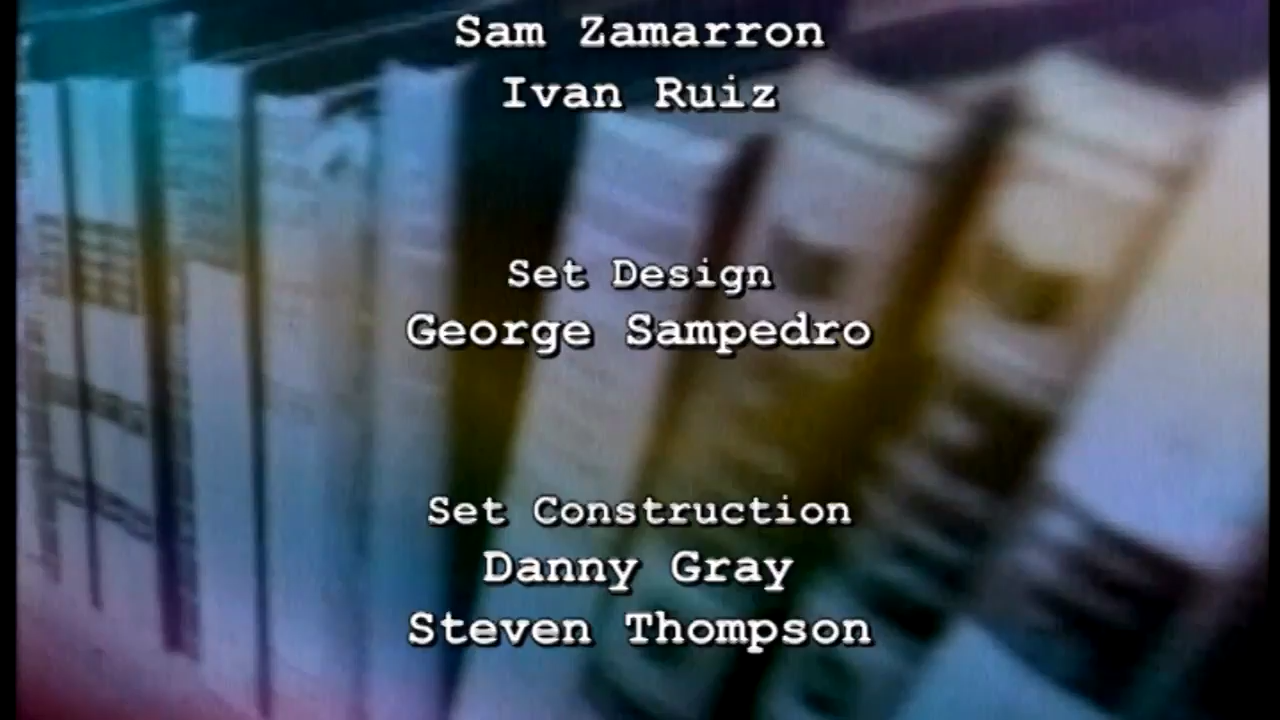 Sam Zamarron
Ivan Ruiz
Set Design
George Sampedro
Set Construction
Danny Gray
Steven Thompson